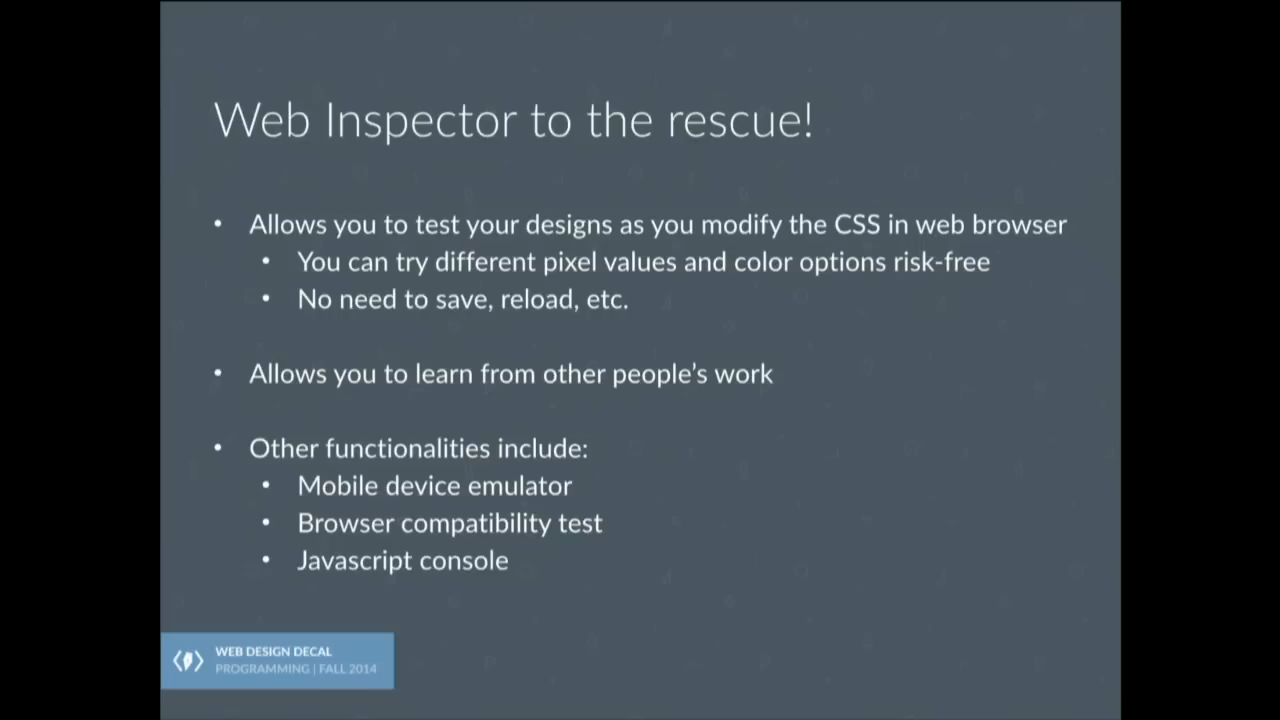 Web Inspector to the rescue!
• Allows you to test your designs as you modify the CSS in web browser
• You can try different pixel values and color options risk-free
• No need to save, reload, etc.
• Allows you to learn from other people’s work
• Other functionalities include:
• Mobile device emulator
• Browser compatibility test
• Javascript console
WEB DESIGN DECAL
PROGRAMMING | FALL 2014